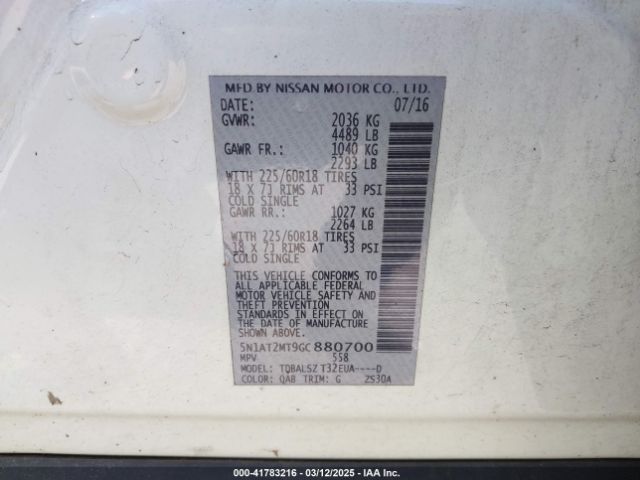 MFD BY NISSAN MOTOR CO., LTD.
DATE: 07/16
GVWR: 2036 KG
4489 LB
GAWR FR.: 1040 KG
2293 LB
WITH 225/60R18 TIRES
18 X 7J RIMS AT 33 PSI
COLD SINGLE
GAWR RR.: 1027 KG
2264 LB
WITH 225/60R18 TIRES
18 X 7J RIMS AT 33 PSI
COLD SINGLE
THIS VEHICLE CONFORMS TO
ALL APPLICABLE FEDERAL
MOTOR VEHICLE SAFETY AND
THEFT PREVENTION
STANDARDS IN EFFECT ON
THE DATE OF MANUFACTURE
SHOWN ABOVE.
5N1AT2MT9GC880700
MPV 558
MODEL: TQBALSZ T32EUA----D
COLOR: QAB TRIM: G ZS30A
000-41783216 - 03/12/2025 - IAA Inc.